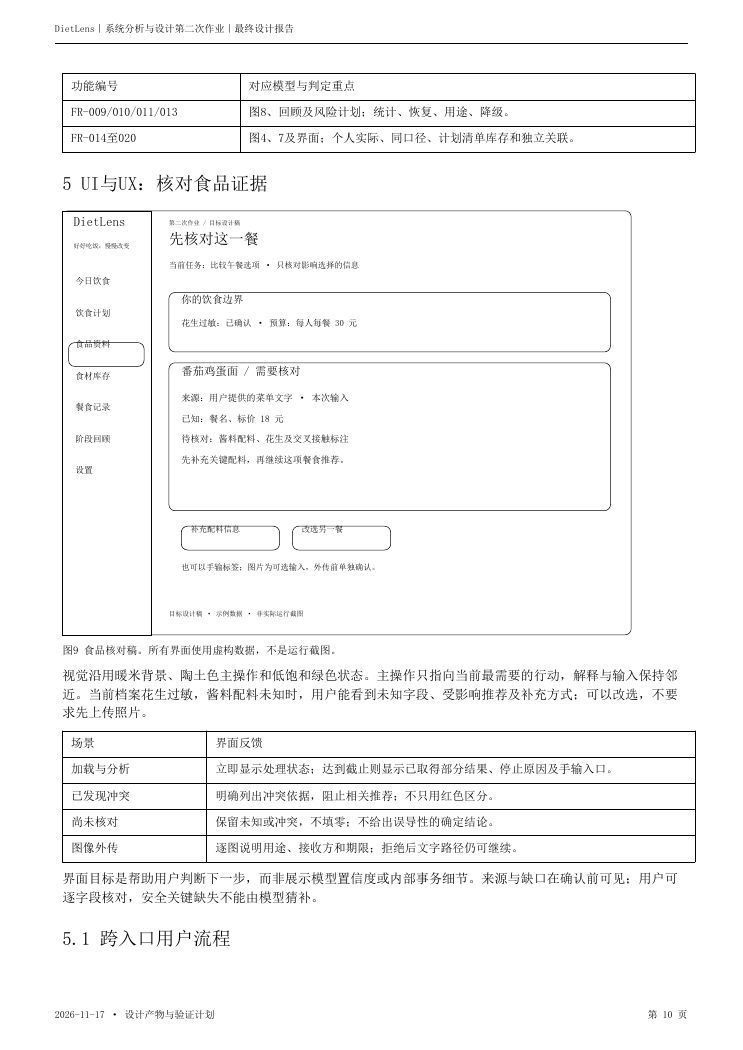 DietLens | 系统分析与设计第二次作业 | 最终设计报告
功能编号 对应模型与判定重点
FR-009/010/011/013 图8、回顾及风险计划；统计、恢复、用途、降级。
FR-014至020 图4、7及界面；个人实际、同口径、计划清单库存和独立关联。
5 UI与UX：核对食品证据
DietLens
好好吃饭，慢慢改变
今日饮食
饮食计划
食品资料
食材库存
餐食记录
阶段回顾
设置
第二次作业 / 目标设计稿
先核对这一餐
当前任务：比较午餐选项 • 只核对影响选择的信息
你的饮食边界
花生过敏：已确认 • 预算：每人每餐 30 元
番茄鸡蛋面 / 需要核对
来源：用户提供的菜单文字 • 本次输入
已知：餐名、标价 18 元
待核对：酱料配料、花生及交叉接触标注
先补充关键配料，再继续这项餐食推荐。
补充配料信息
改选另一餐
也可以手输标签；图片为可选输入，外传前单独确认。
目标设计稿 • 示例数据 • 非实际运行截图
图9 食品核对稿。所有界面使用虚构数据，不是运行截图。
视觉沿用暖米背景、陶土色主操作和低饱和绿色状态。主操作只指向当前最需要的行动，解释与输入保持邻
近。当前档案花生过敏，酱料配料未知时，用户能看到未知字段、受影响推荐及补充方式；可以改选，不要
求先上传照片。
场景 界面反馈
加载与分析 立即显示处理状态；达到截止则显示已取得部分结果、停止原因及手输入口。
已发现冲突 明确列出冲突依据，阻止相关推荐；不只用红色区分。
尚未核对 保留未知或冲突，不填零；不给出误导性的确定结论。
图像外传 逐图说明用途、接收方和期限；拒绝后文字路径仍可继续。
界面目标是帮助用户判断下一步，而非展示模型置信度或内部事务细节。来源与缺口在确认前可见；用户可
逐字段核对，安全关键缺失不能由模型猜补。
5.1 跨入口用户流程
2026-11-17 • 设计产物与验证计划
第 10 页